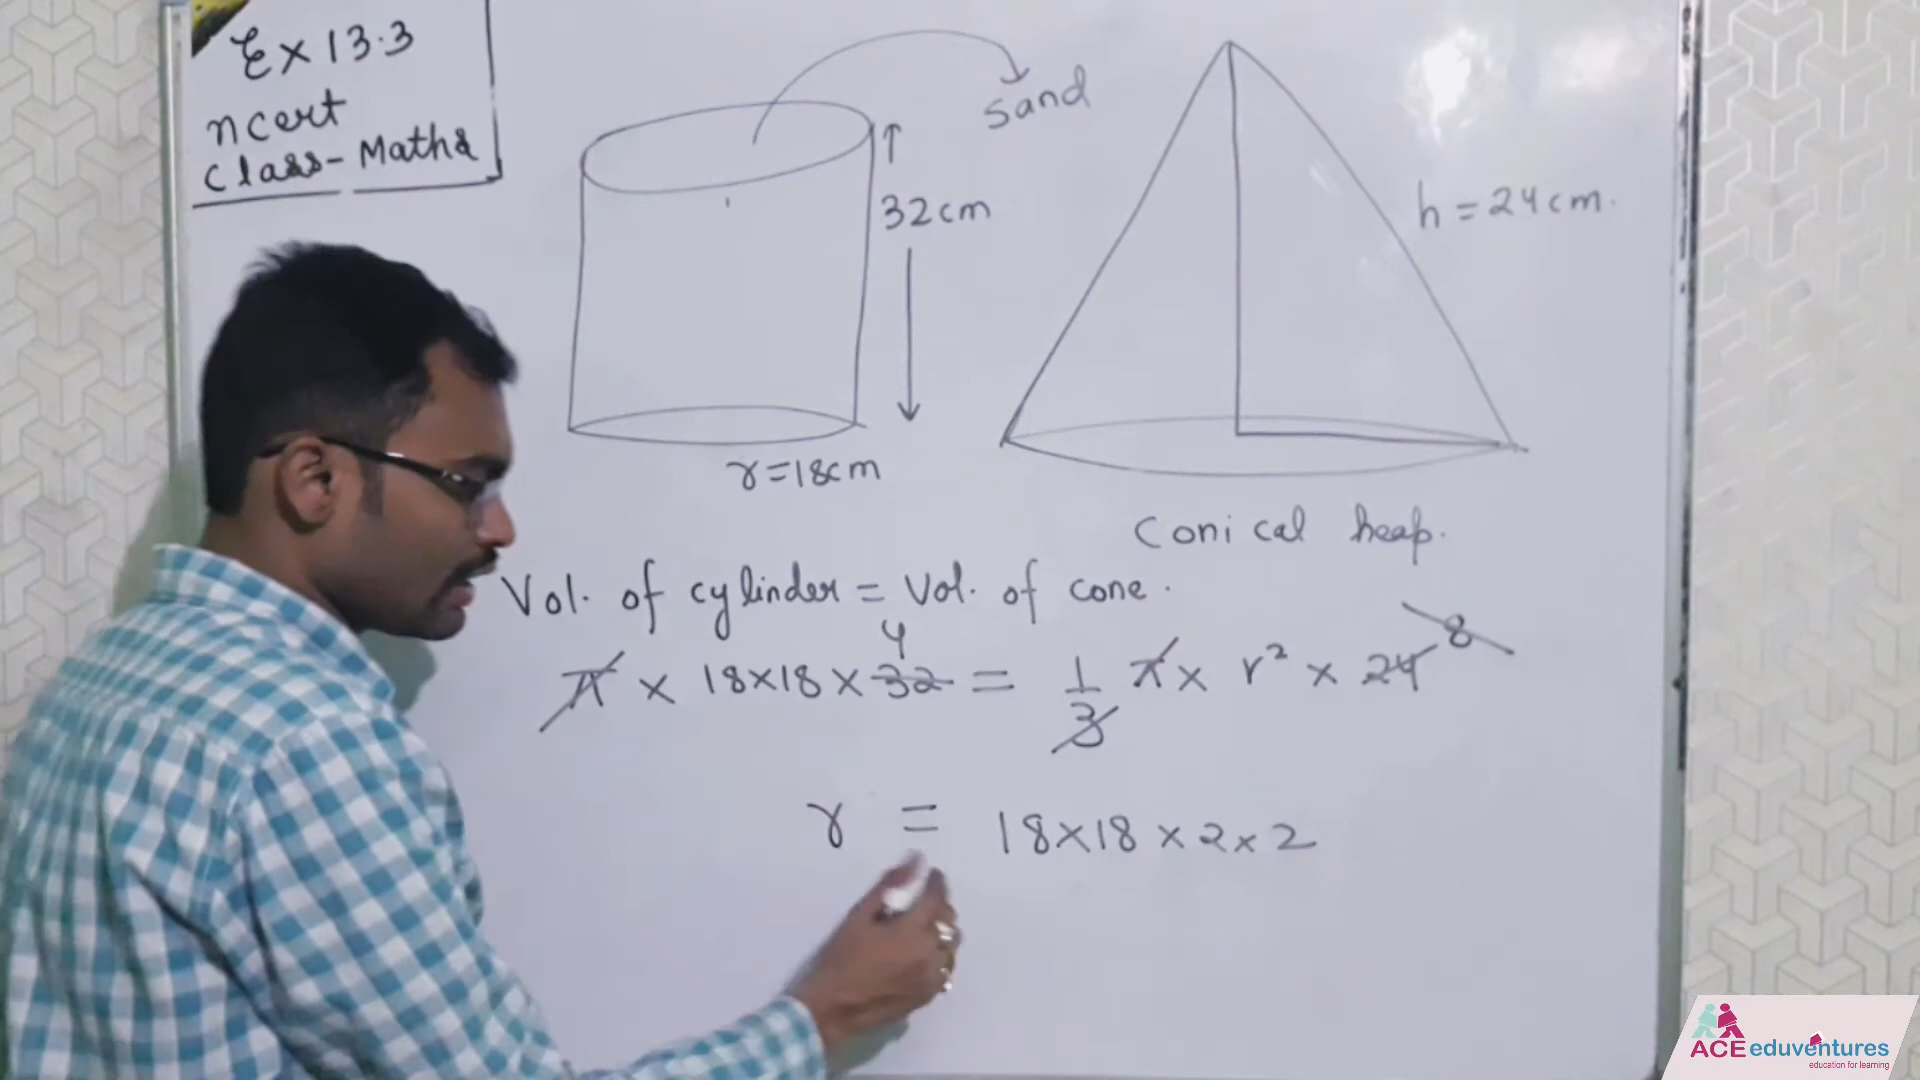 Ex 13.3
ncert
Class- Maths
Sand
32cm
h = 24cm.
r=18cm
Conical heap.
Vol. of cylinder = Vol. of cone.
4
8
π × 18×18 × 32 = 1/3 π × r² × 24
r = 18×18 × 2×2
ACE eduventures
education for learning